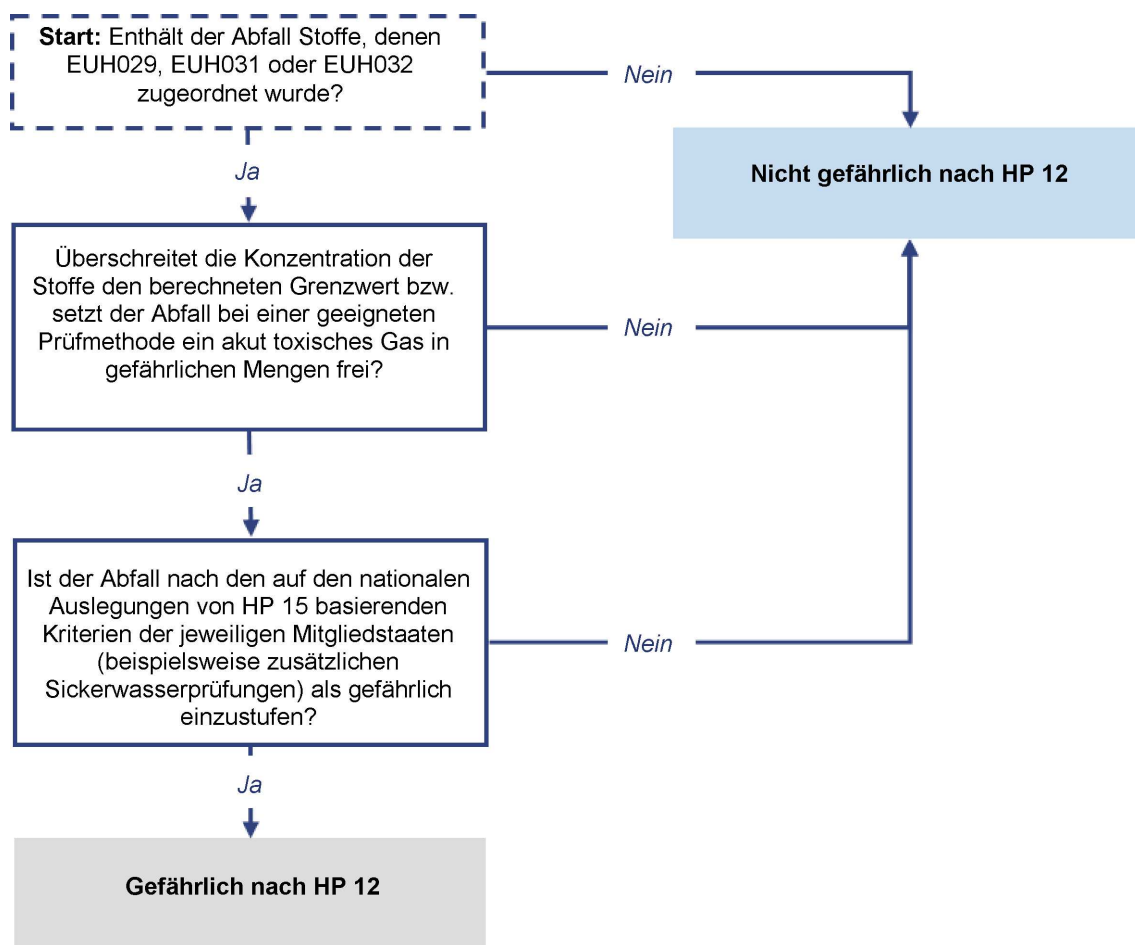 Start: Enthält der Abfall Stoffe, denen
EUH029, EUH031 oder EUH032
zugeordnet wurde?
Nein
Ja
Nicht gefährlich nach HP 12
Überschreitet die Konzentration der
Stoffe den berechneten Grenzwert bzw.
setzt der Abfall bei einer geeigneten
Prüfmethode ein akut toxisches Gas in
gefährlichen Mengen frei?
Nein
Ja
Ist der Abfall nach den auf den nationalen
Auslegungen von HP 15 basierenden
Kriterien der jeweiligen Mitgliedstaaten
(beispielsweise zusätzlichen
Sickerwasserprüfungen) als gefährlich
einzustufen?
Nein
Ja
Gefährlich nach HP 12